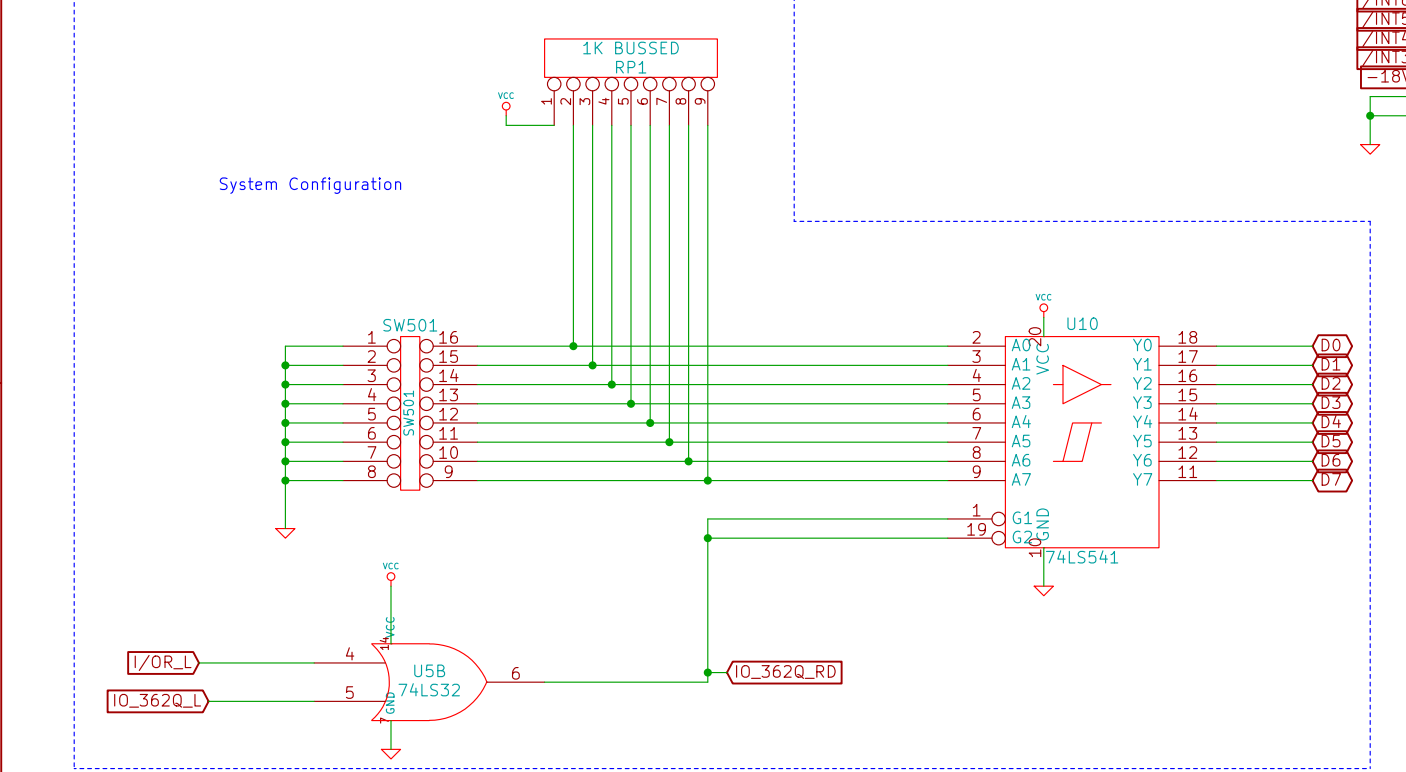 /INT5
/INT4
/INT3
-18V
1K BUSSED
RP1
VCC
1 2 3 4 5 6 7 8 9
System Configuration
VCC
U10
SW501
1 16 2 A0 Y0 18 D0
2 15 3 A1 Y1 17 D1
3 14 4 A2 Y2 16 D2
4 13 5 A3 Y3 15 D3
5 12 6 A4 Y4 14 D4
6 11 7 A5 Y5 13 D5
7 10 8 A6 Y6 12 D6
8 9 9 A7 Y7 11 D7
SW501
20
VCC
1 G1
19 G2
GND
10
74LS541
VCC
VCC
14
I/OR_L 4
U5B
74LS32
6
IO_362Q_RD
IO_362Q_L 5
GND
7